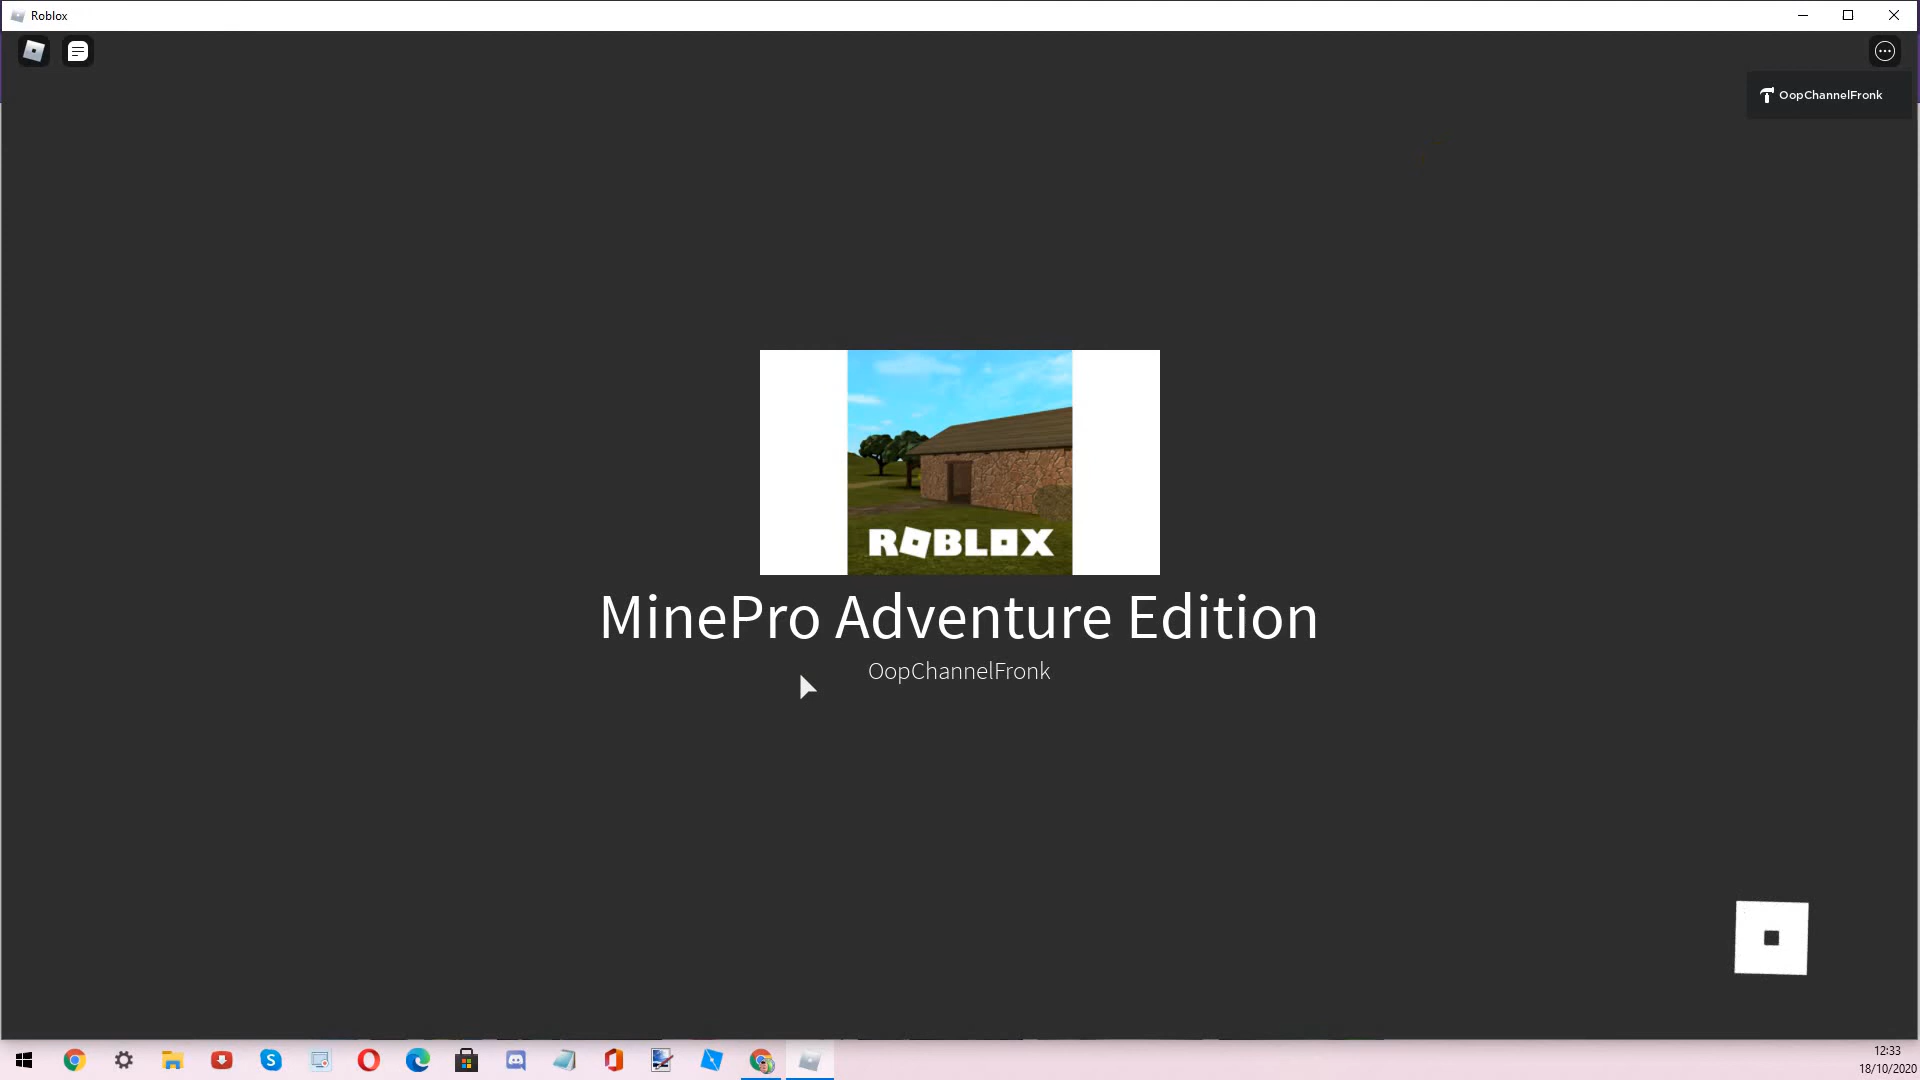 Roblox
OopChannelFronk
ROBLOX
MinePro Adventure Edition
OopChannelFronk
12:33
18/10/2020